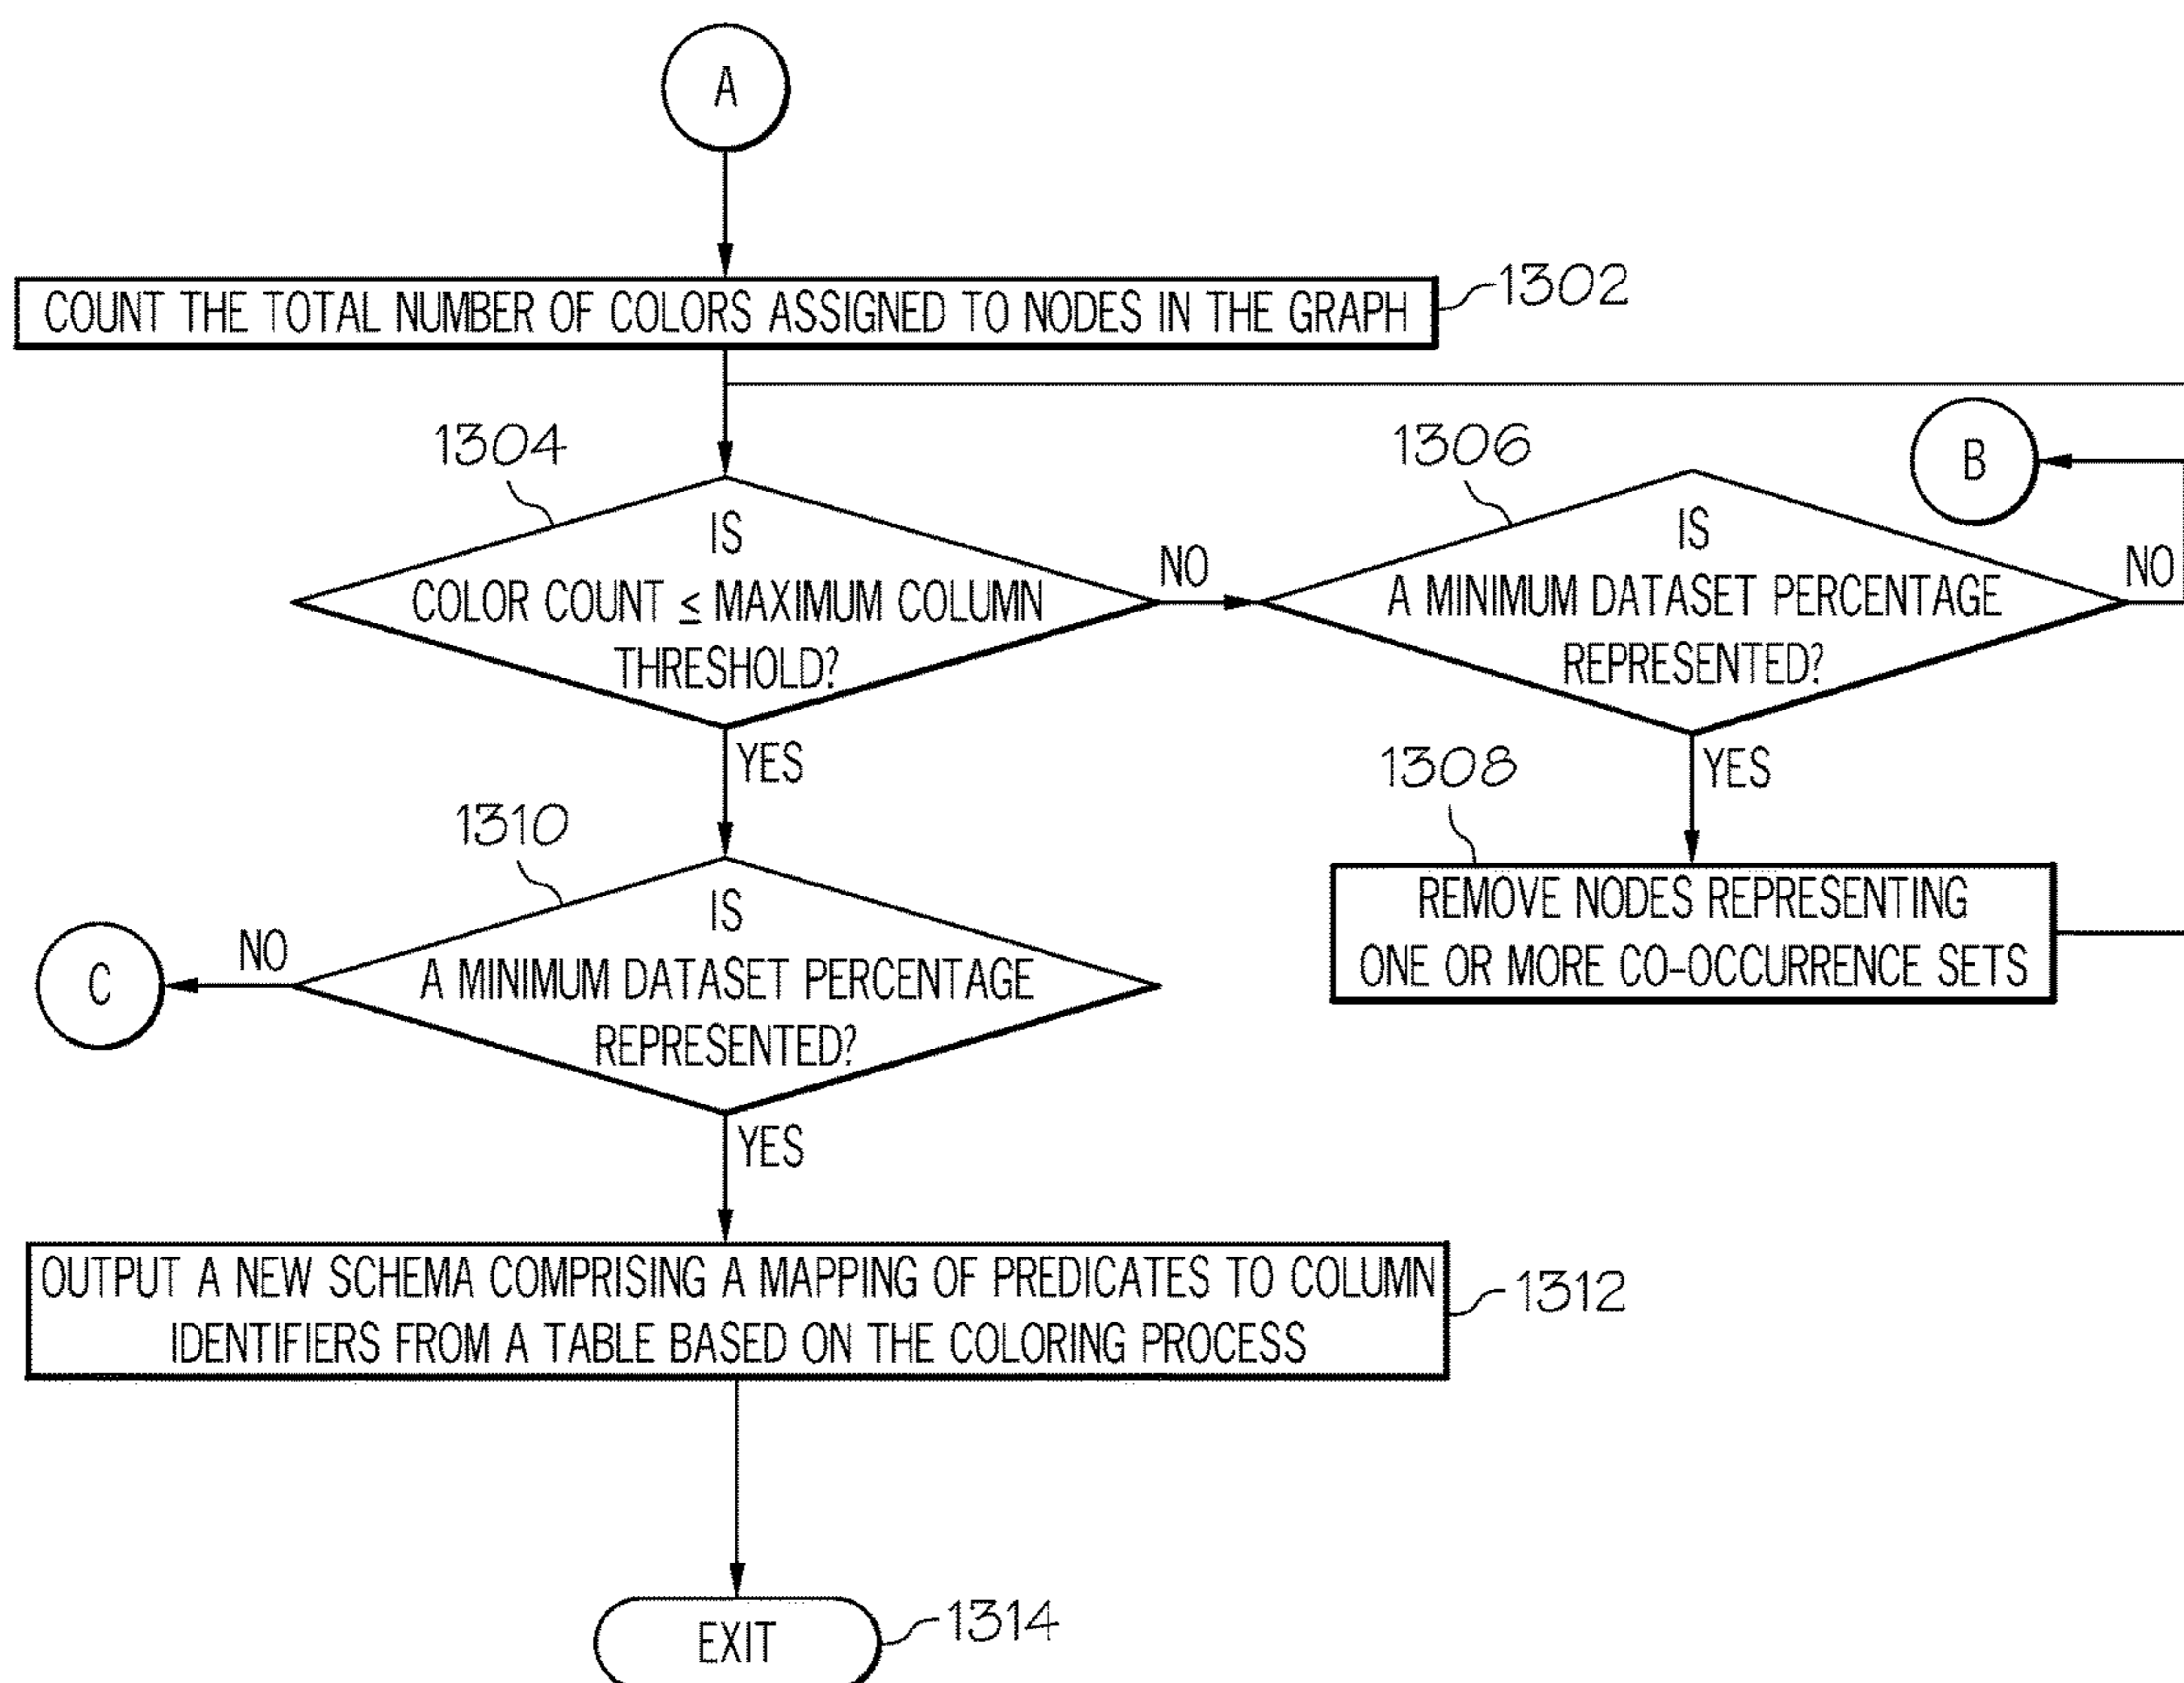 A
COUNT THE TOTAL NUMBER OF COLORS ASSIGNED TO NODES IN THE GRAPH
1302
1304
IS
COLOR COUNT ≤ MAXIMUM COLUMN
THRESHOLD?
NO
YES
1306
IS
A MINIMUM DATASET PERCENTAGE
REPRESENTED?
NO
B
YES
1308
REMOVE NODES REPRESENTING
ONE OR MORE CO-OCCURRENCE SETS
1310
IS
A MINIMUM DATASET PERCENTAGE
REPRESENTED?
NO
C
YES
OUTPUT A NEW SCHEMA COMPRISING A MAPPING OF PREDICATES TO COLUMN
IDENTIFIERS FROM A TABLE BASED ON THE COLORING PROCESS
1312
EXIT
1314